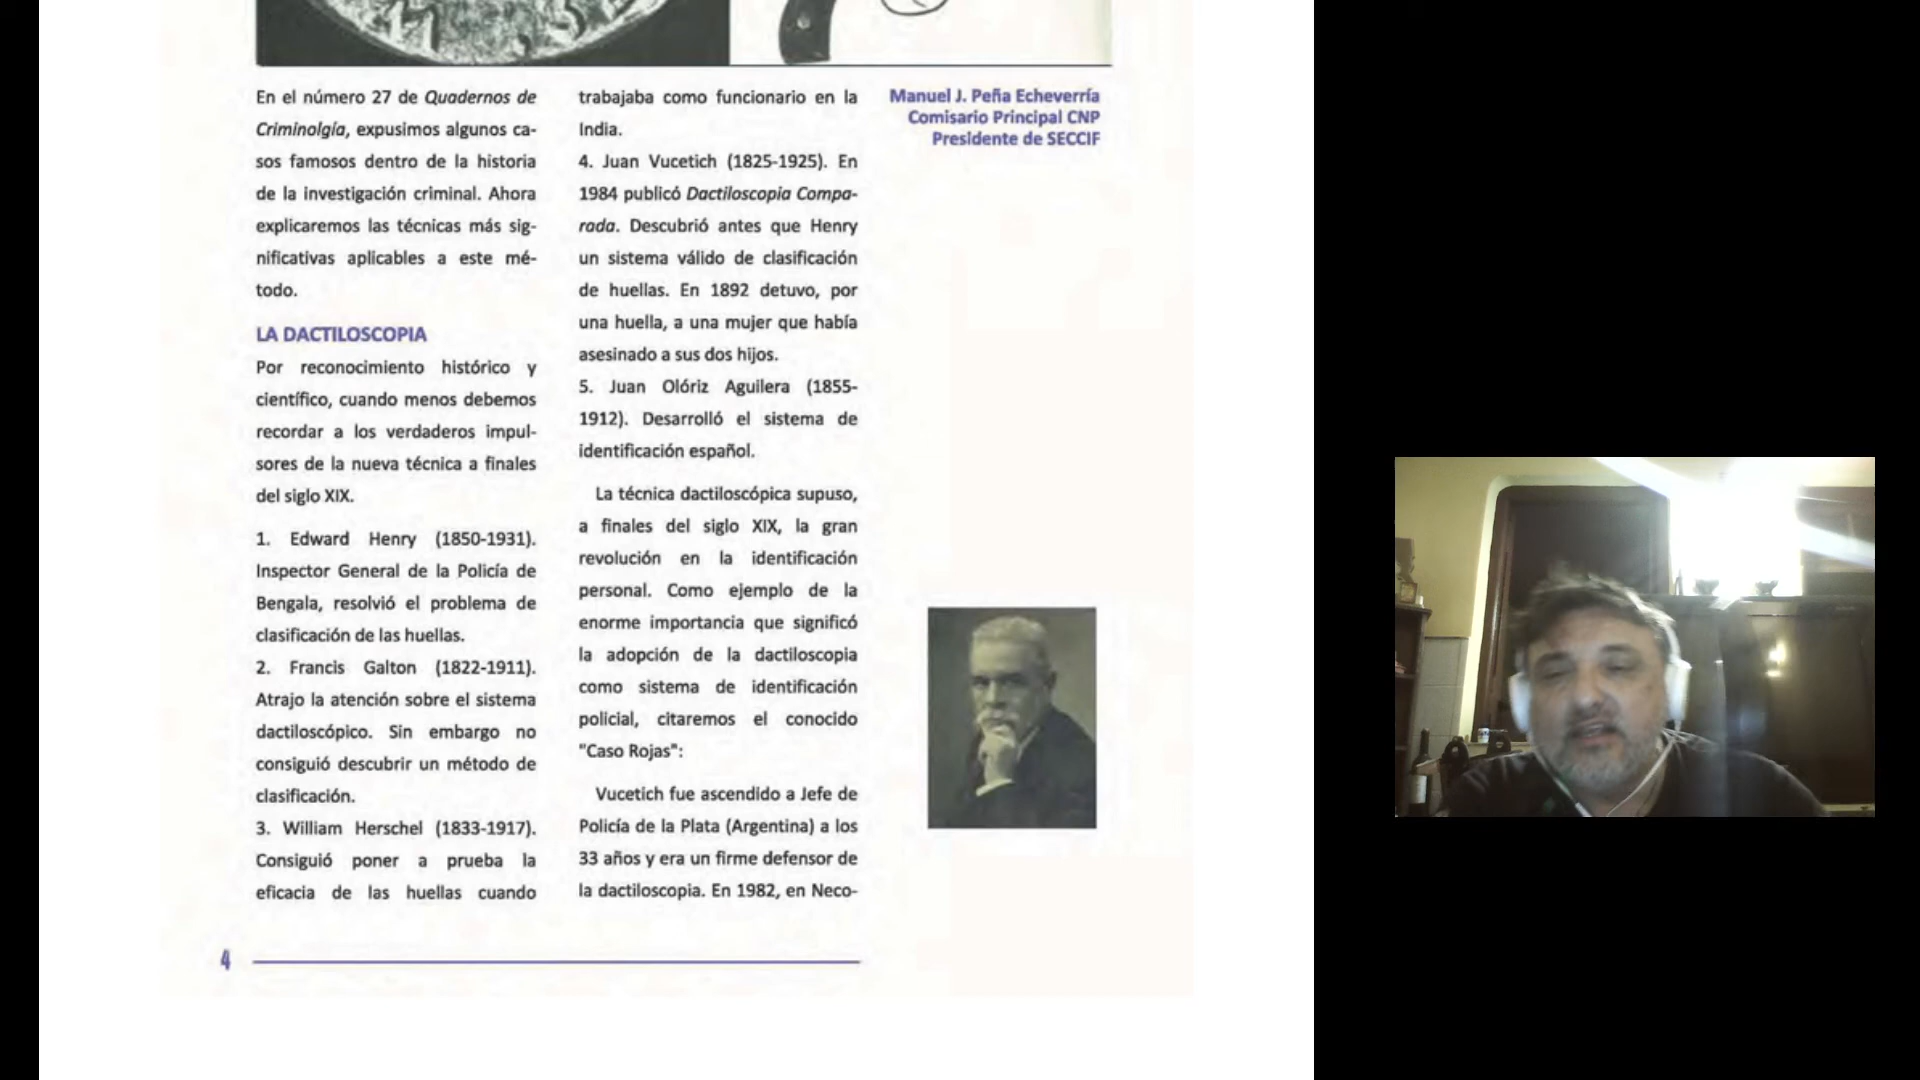 En el número 27 de Quadernos de
Criminolgía, expusimos algunos ca-
sos famosos dentro de la historia
de la investigación criminal. Ahora
explicaremos las técnicas más sig-
nificativas aplicables a este mé-
todo.
LA DACTILOSCOPIA
Por reconocimiento histórico y
científico, cuando menos debemos
recordar a los verdaderos impul-
sores de la nueva técnica a finales
del siglo XIX.
1. Edward Henry (1850-1931).
Inspector General de la Policía de
Bengala, resolvió el problema de
clasificación de las huellas.
2. Francis Galton (1822-1911).
Atrajo la atención sobre el sistema
dactiloscópico. Sin embargo no
consiguió descubrir un método de
clasificación.
3. William Herschel (1833-1917).
Consiguió poner a prueba la
eficacia de las huellas cuando
trabajaba como funcionario en la
India.
4. Juan Vucetich (1825-1925). En
1984 publicó Dactiloscopia Compa-
rada. Descubrió antes que Henry
un sistema válido de clasificación
de huellas. En 1892 detuvo, por
una huella, a una mujer que había
asesinado a sus dos hijos.
5. Juan Olóriz Aguilera (1855-
1912). Desarrolló el sistema de
identificación español.
La técnica dactiloscópica supuso,
a finales del siglo XIX, la gran
revolución en la identificación
personal. Como ejemplo de la
enorme importancia que significó
la adopción de la dactiloscopia
como sistema de identificación
policial, citaremos el conocido
"Caso Rojas":
Vucetich fue ascendido a Jefe de
Policía de la Plata (Argentina) a los
33 años y era un firme defensor de
la dactiloscopia. En 1982, en Neco-
Manuel J. Peña Echeverría
Comisario Principal CNP
Presidente de SECCIF
4